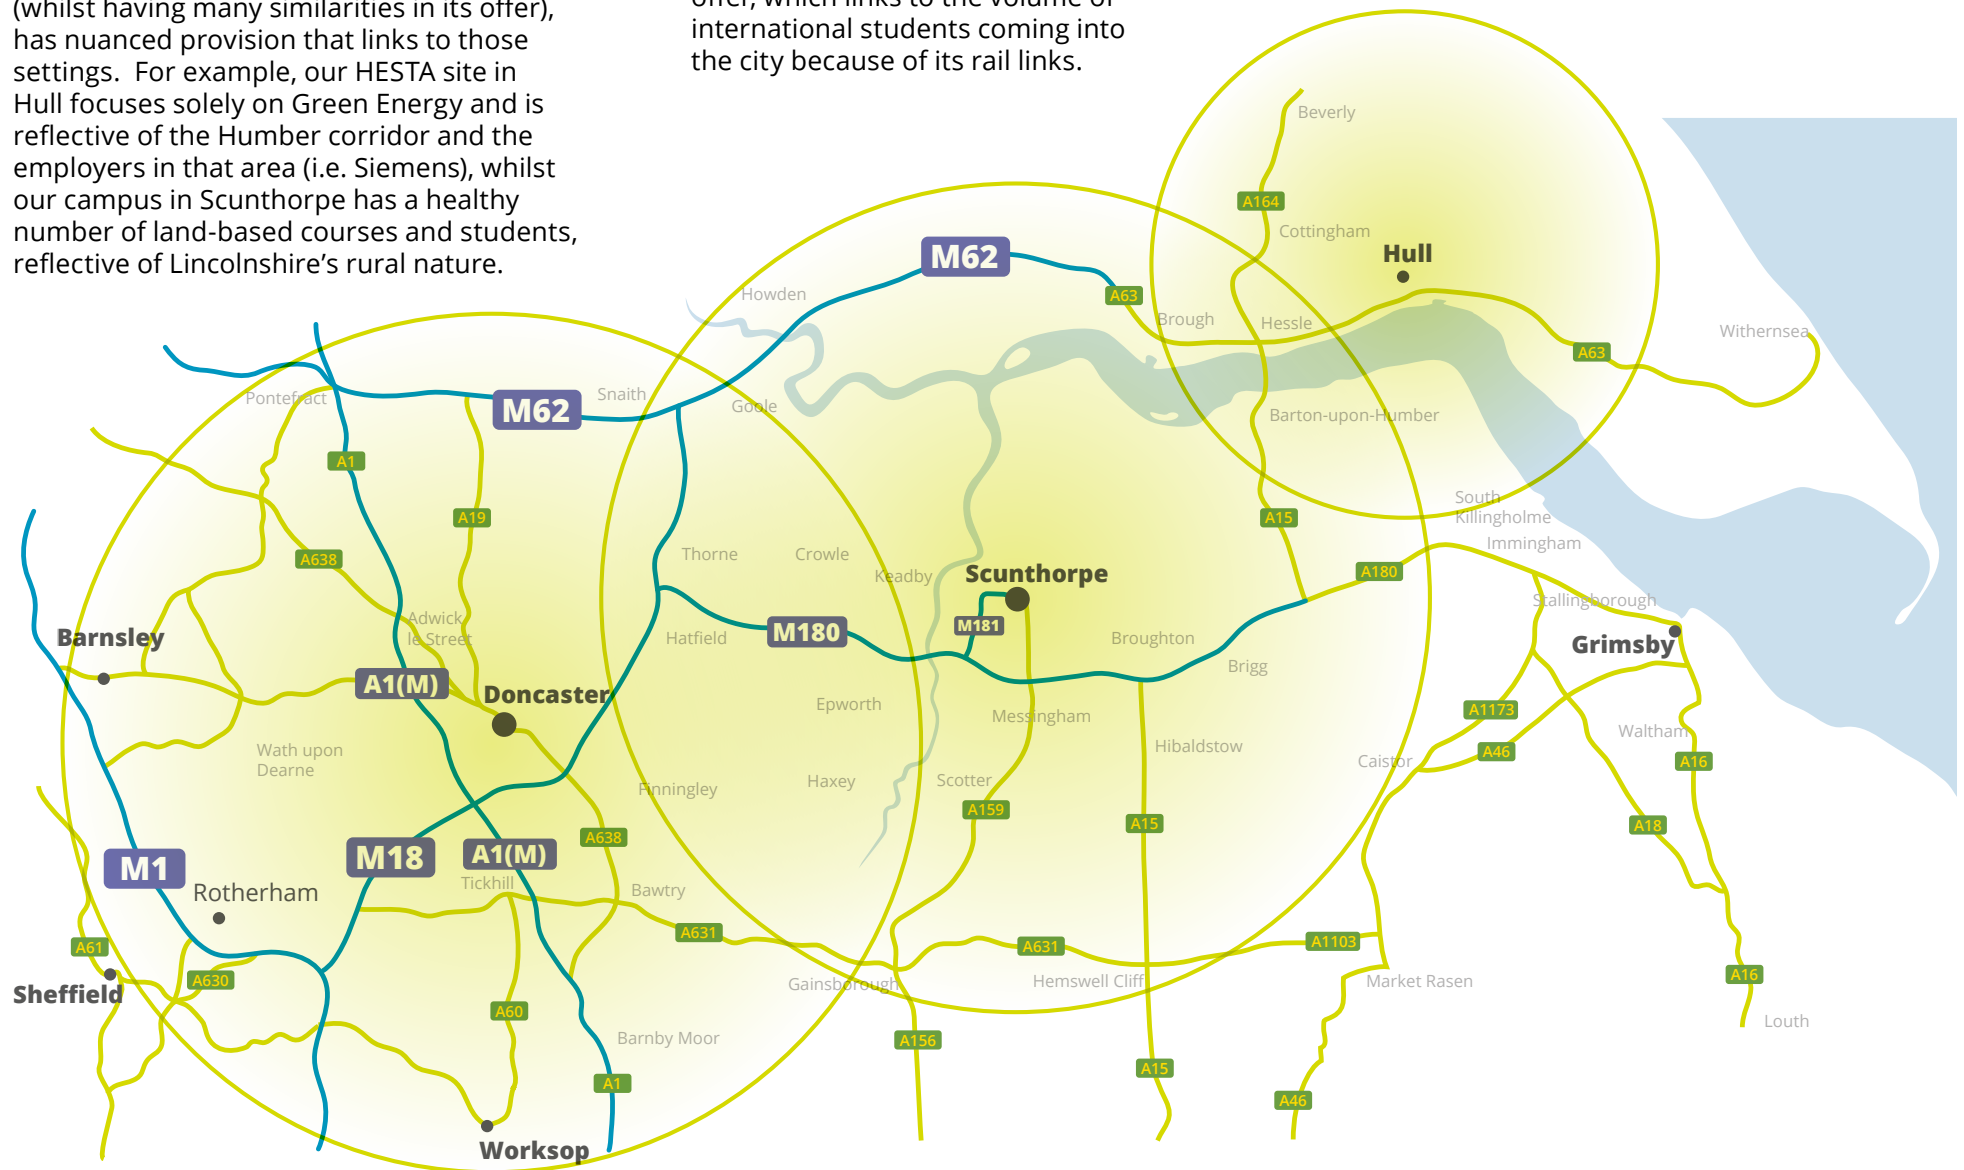 (whilst having many similarities in its offer),
has nuanced provision that links to those
settings.  For example, our HESTA site in
Hull focuses solely on Green Energy and is
reflective of the Humber corridor and the
employers in that area (i.e. Siemens), whilst
our campus in Scunthorpe has a healthy
number of land-based courses and students,
reflective of Lincolnshire's rural nature.
offer, which links to the volume of
international students coming into
the city because of its rail links.
Beverly
A164
Cottingham
Hull
M62
Howden
A63
Brough
Hessle
Withernsea
A63
Pontefract
Snaith
M62
Goole
Barton-upon-Humber
A1
A19
A15
South
Killingholme
Immingham
A638
Thorne
Crowle
Keadby
Scunthorpe
A180
Stallingborough
Adwick
le Street
Barnsley
Hatfield
M180
M181
Broughton
Grimsby
Brigg
A1(M)
Doncaster
Epworth
Messingham
A1173
Waltham
Wath upon
Dearne
Hibaldstow
A46
Caistor
A16
Finningley
Haxey
Scotter
A159
A15
A18
A638
M18
A1(M)
M1
Tickhill
Rotherham
Bawtry
A631
A631
A1103
A61
A630
Sheffield
Gainsborough
Hemswell Cliff
Market Rasen
A16
A60
Louth
Barnby Moor
A156
A15
A1
A46
Worksop